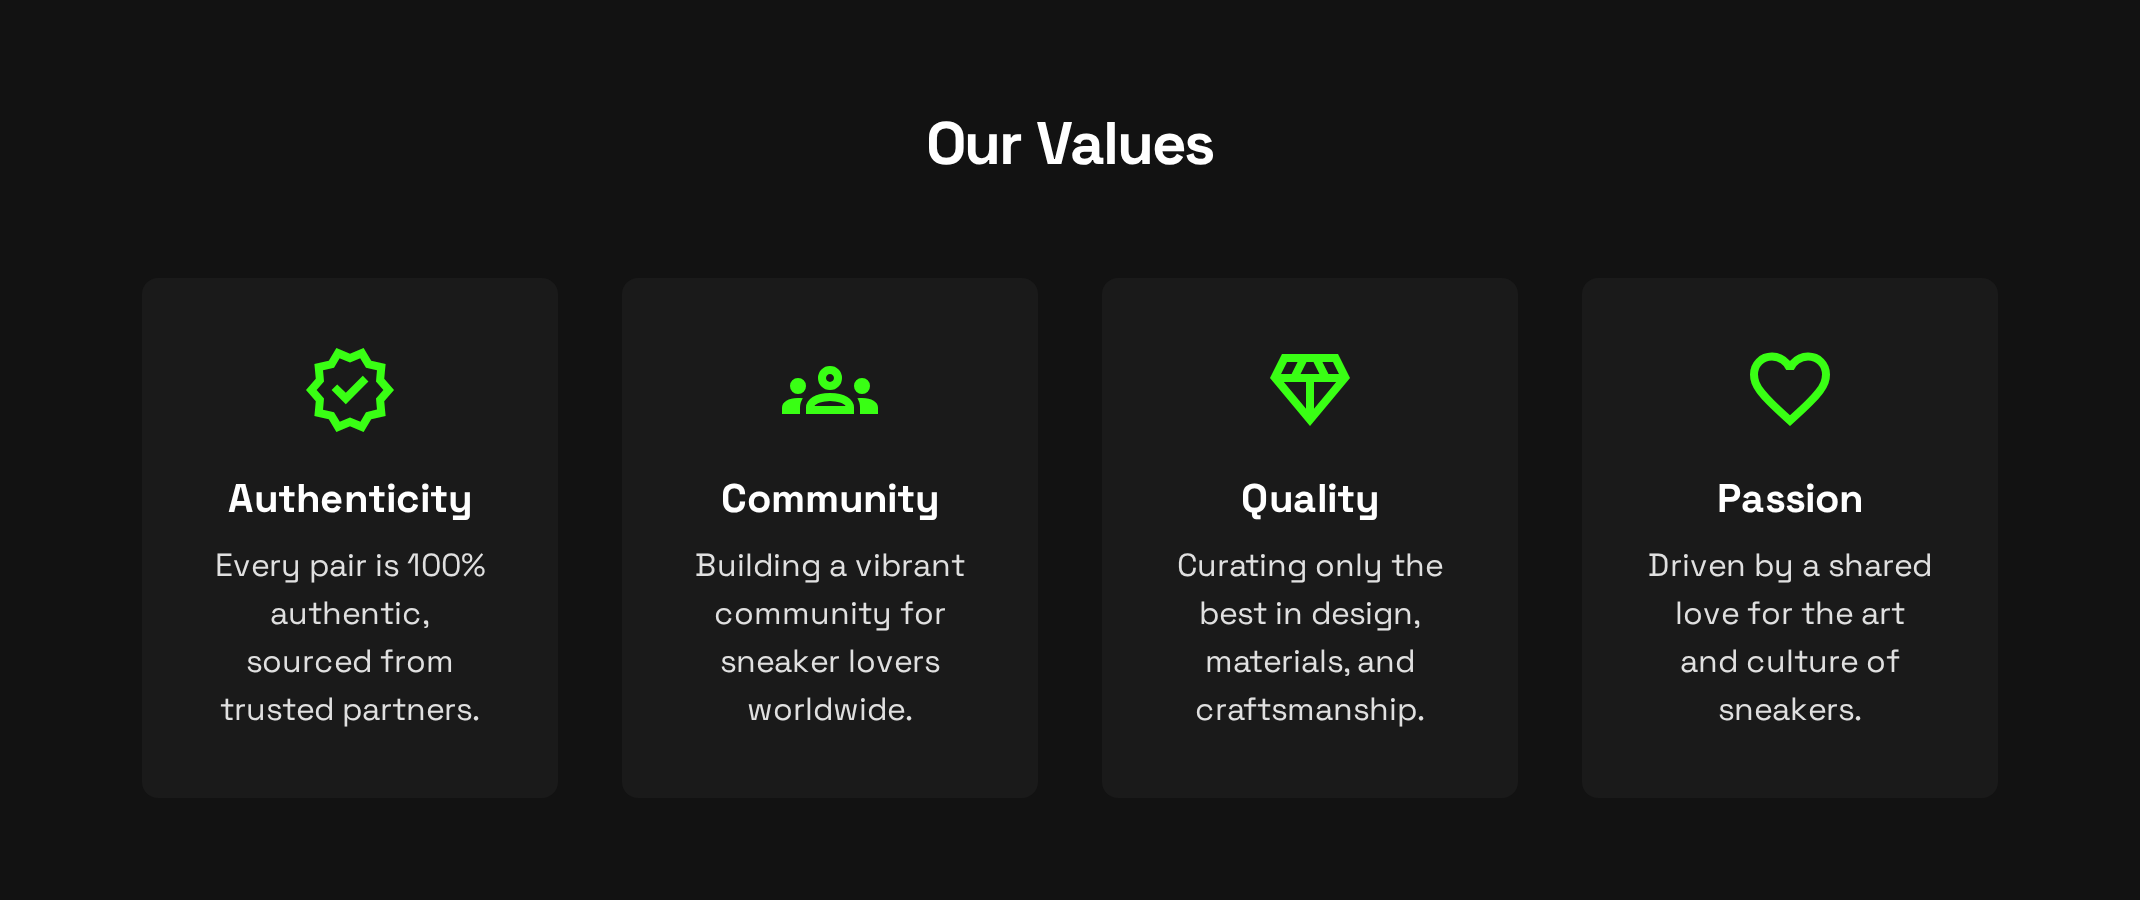 Our Values
Authenticity
Every pair is 100%
authentic,
sourced from
trusted partners.
Community
Building a vibrant
community for
sneaker lovers
worldwide.
Quality
Curating only the
best in design,
materials, and
craftsmanship.
Passion
Driven by a shared
love for the art
and culture of
sneakers.